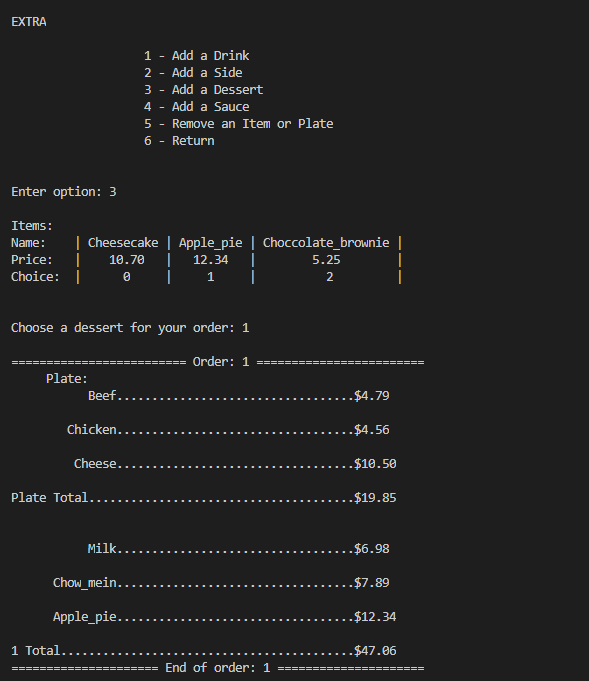 EXTRA
1 - Add a Drink
2 - Add a Side
3 - Add a Dessert
4 - Add a Sauce
5 - Remove an Item or Plate
6 - Return
Enter option: 3
Items:
Name:    | Cheesecake | Apple_pie | Choccolate_brownie |
Price:   |   10.70   |   12.34   |       5.25        |
Choice:  |     0     |     1     |         2         |
Choose a dessert for your order: 1
========================= Order: 1 ========================
Plate:
Beef..................................$4.79
Chicken..................................$4.56
Cheese..................................$10.50
Plate Total......................................$19.85
Milk..................................$6.98
Chow_mein..................................$7.89
Apple_pie..................................$12.34
1 Total..........................................$47.06
===================== End of order: 1 =====================